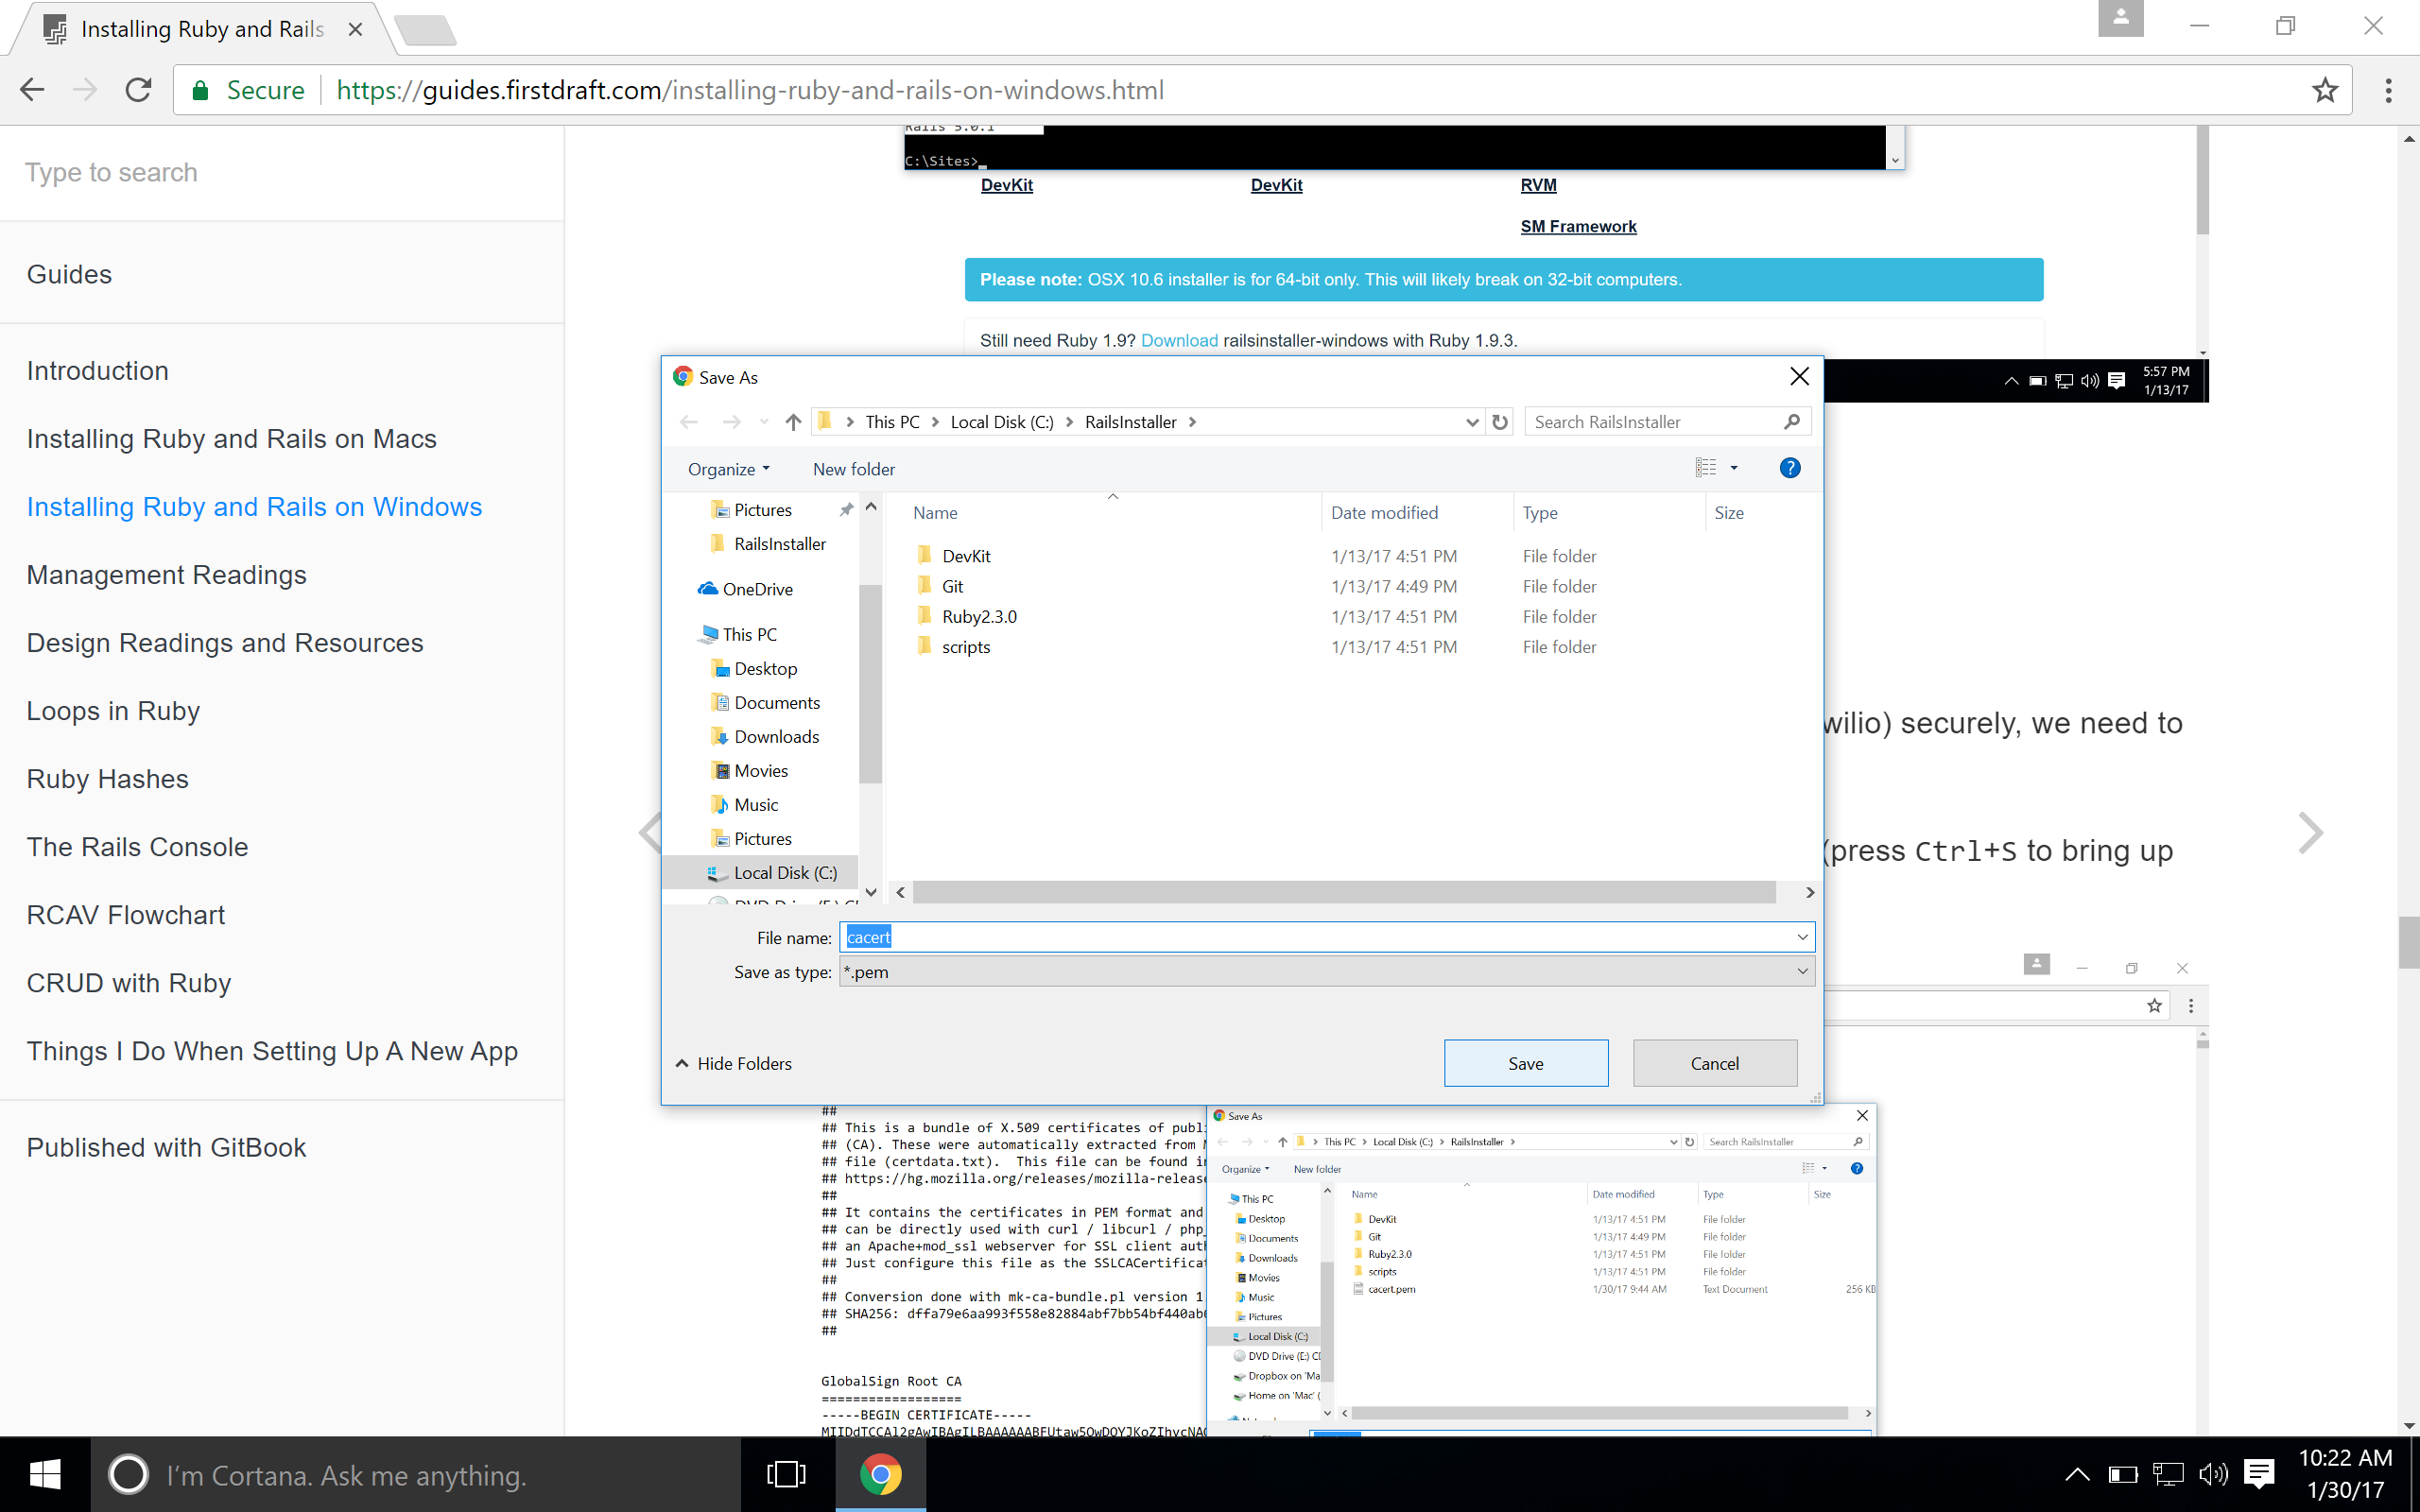 Installing Ruby and Rails
Secure
https://guides.firstdraft.com/installing-ruby-and-rails-on-windows.html
Rails 5.0.1
C:\Sites>_
Type to search
DevKit
DevKit
RVM
SM Framework
Guides
Please note: OSX 10.6 installer is for 64-bit only. This will likely break on 32-bit computers.
Still need Ruby 1.9? Download railsinstaller-windows with Ruby 1.9.3.
5:57 PM
1/13/17
Introduction
Installing Ruby and Rails on Macs
Installing Ruby and Rails on Windows
Management Readings
Design Readings and Resources
Loops in Ruby
Ruby Hashes
The Rails Console
RCAV Flowchart
CRUD with Ruby
Things I Do When Setting Up A New App
Published with GitBook
Save As
This PC
Local Disk (C:)
RailsInstaller
Search RailsInstaller
Organize
New folder
?
Pictures
RailsInstaller
OneDrive
This PC
Desktop
Documents
Downloads
Movies
Music
Pictures
Local Disk (C:)
Name
Date modified
Type
Size
DevKit 1/13/17 4:51 PM File folder
Git 1/13/17 4:49 PM File folder
Ruby2.3.0 1/13/17 4:51 PM File folder
scripts 1/13/17 4:51 PM File folder
File name: cacert
Save as type: *.pem
Hide Folders
Save
Cancel
wilio) securely, we need to
(press Ctrl+S to bring up
##
## This is a bundle of X.509 certificates of publi
## (CA). These were automatically extracted from
## file (certdata.txt). This file can be found i
## https://hg.mozilla.org/releases/mozilla-release
##
## It contains the certificates in PEM format and
## can be directly used with curl / libcurl / php_
## an Apache+mod_ssl webserver for SSL client auth
## Just configure this file as the SSLCACertificat
##
## Conversion done with mk-ca-bundle.pl version 1
## SHA256:
##
GlobalSign Root CA
==================
-----BEGIN CERTIFICATE-----
Save As
This PC
Local Disk (C:)
RailsInstaller
Search RailsInstaller
Organize
New folder
?
This PC
Desktop
Documents
Downloads
Movies
Music
Pictures
Local Disk (C:)
DVD Drive (E:) CI
Dropbox on 'Ma
Home on 'Mac' (
Name
Date modified
Type
Size
DevKit 1/13/17 4:51 PM File folder
Git 1/13/17 4:49 PM File folder
Ruby2.3.0 1/13/17 4:51 PM File folder
scripts 1/13/17 4:51 PM File folder
cacert.pem 1/30/17 9:44 AM Text Document 256 KB
I'm Cortana. Ask me anything.
10:22 AM
1/30/17